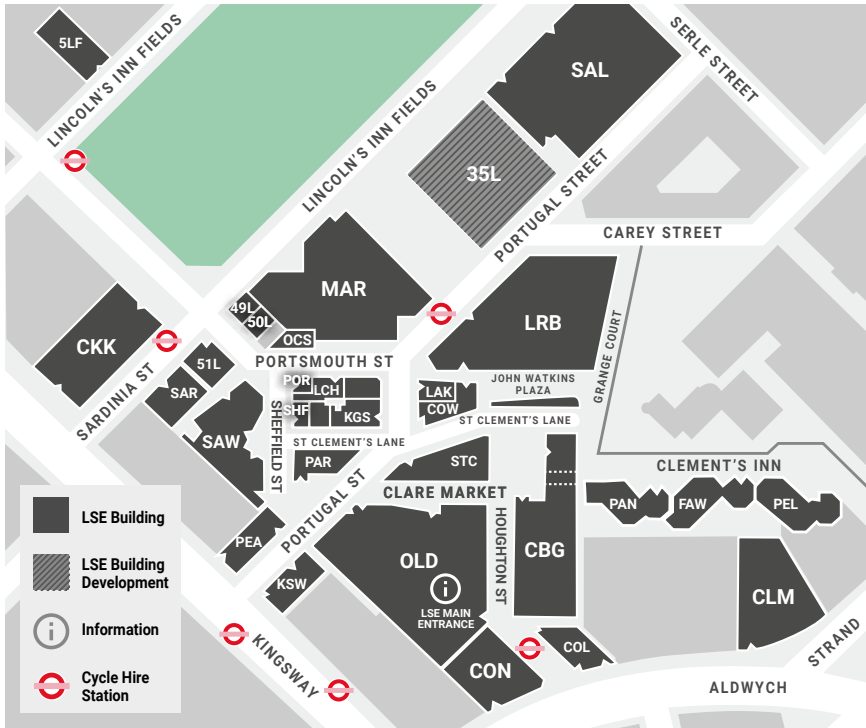 5LF
LINCOLN'S INN FIELDS
LINCOLN'S INN FIELDS
SAL
SERLE STREET
35L
PORTUGAL STREET
CAREY STREET
MAR
49L
50L
OCS
LRB
GRANGE COURT
CKK
SARDINIA ST
51L
SAR
SAW
PORTSMOUTH ST
POR
LCH
SHF
KGS
SHEFFIELD ST
ST CLEMENT'S LANE
PAR
LAK
COW
JOHN WATKINS
PLAZA
ST CLEMENT'S LANE
STC
CLARE MARKET
CLEMENT'S INN
PAN
FAW
PEL
PORTUGAL ST
PEA
KSW
OLD
LSE MAIN
ENTRANCE
HOUGHTON ST
CBG
CLM
CON
COL
KINGSWAY
ALDWYCH
STRAND
LSE Building
LSE Building
Development
Information
Cycle Hire
Station